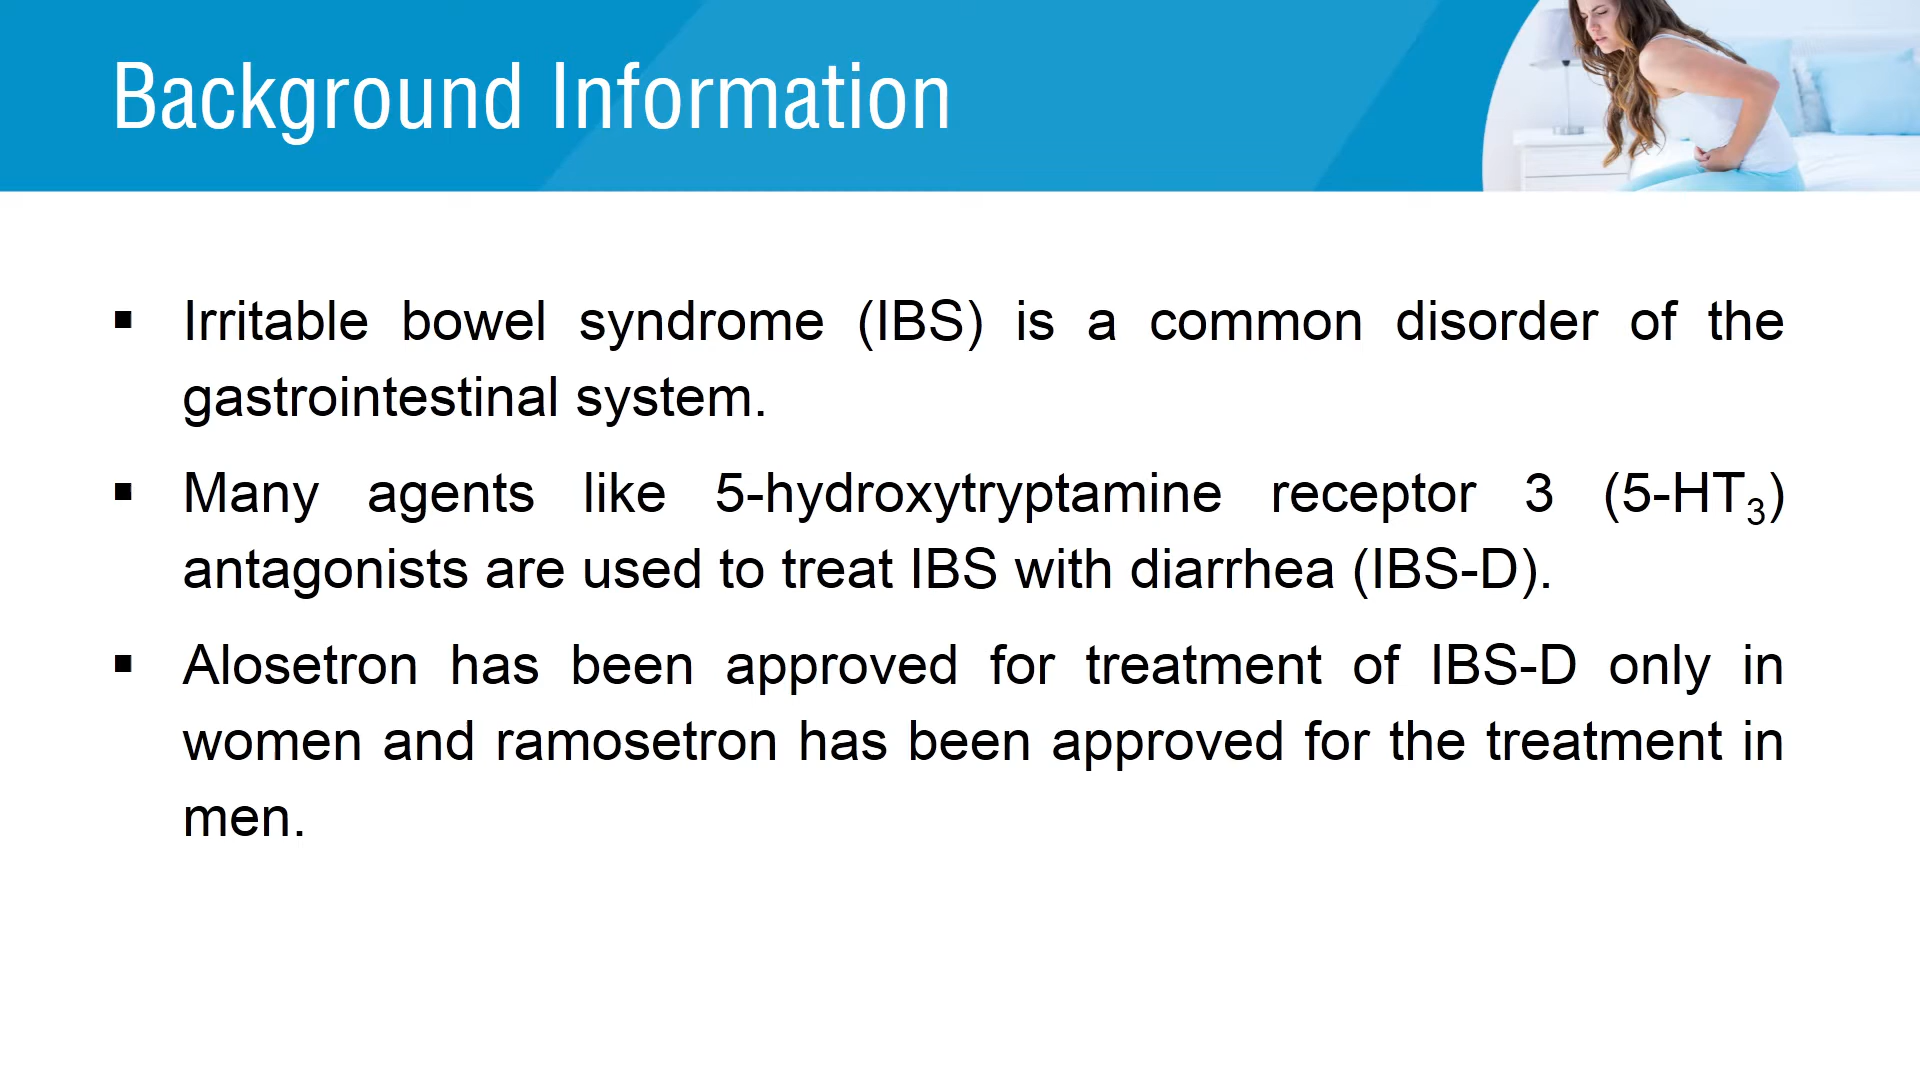 Background Information
▪ Irritable bowel syndrome (IBS) is a common disorder of the
gastrointestinal system.
▪ Many agents like 5-hydroxytryptamine receptor 3 (5-HT₃)
antagonists are used to treat IBS with diarrhea (IBS-D).
▪ Alosetron has been approved for treatment of IBS-D only in
women and ramosetron has been approved for the treatment in
men.